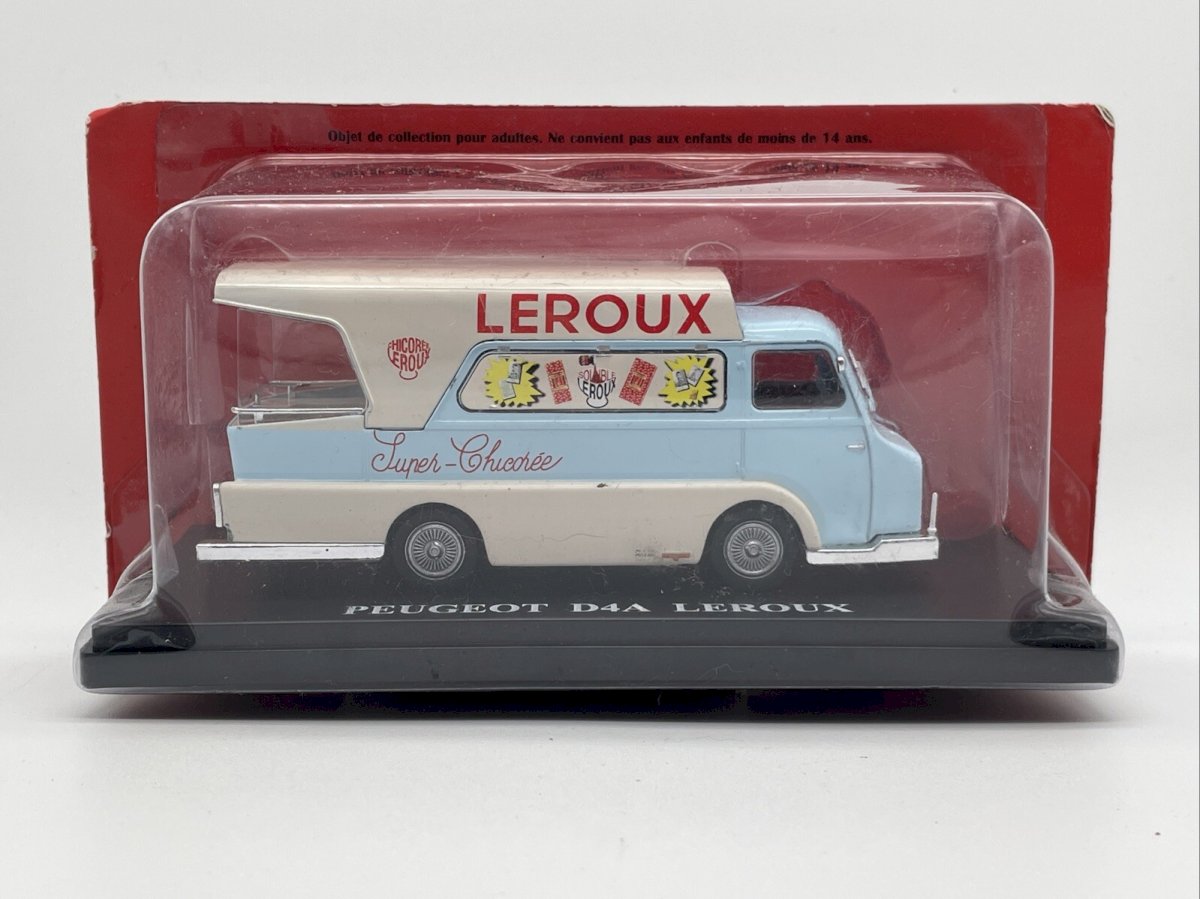 Objet de collection pour adultes. Ne convient pas aux enfants de moins de 14 ans.
LEROUX
CHICORÉE
LEROUX
SOLUBLE
LEROUX
Super-Chicorée
PEUGEOT D4A LEROUX